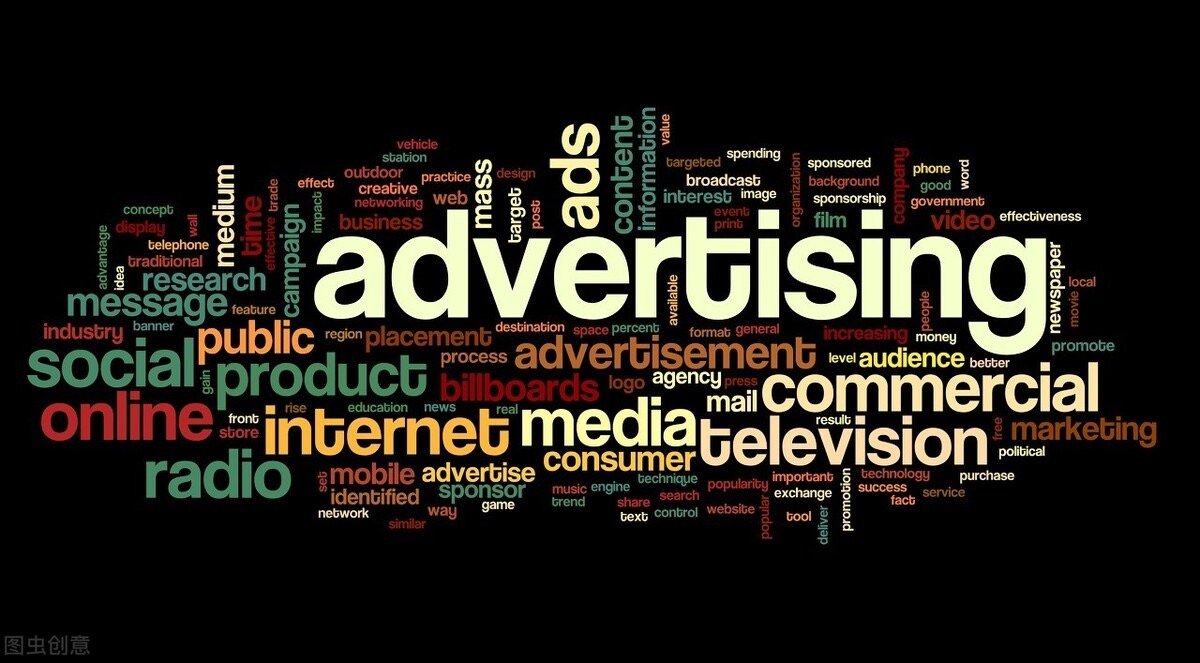 vehicle
station
outdoor
creative
networking
business
effect
practice
web
mass
design
target
post
ads
content
information
value
targeted
spending
broadcast
interest
image
event
print
organization
sponsored
background
sponsorship
film
company
phone
good
word
government
video
effectiveness
concept
display
wall
telephone
traditional
advantage
idea
medium
time
trade
effective
impact
campaign
research
message
feature
advertising
newspaper
local
movie
industry
banner
public
region
placement
destination
space
percent
available
format
general
increasing
people
money
promote
social
gain
product
process
advertisement
level
audience
better
billboards
logo
agency
press
commercial
mail
online
front
store
rise
education
news
real
internet
media
result
television
free
marketing
political
radio
set
mobile
advertise
consumer
identified
sponsor
network
way
game
similar
technique
music
engine
trend
share
search
text
control
popularity
website
popular
important
exchange
tool
deliver
promotion
technology
success
fact
service
purchase
图虫创意